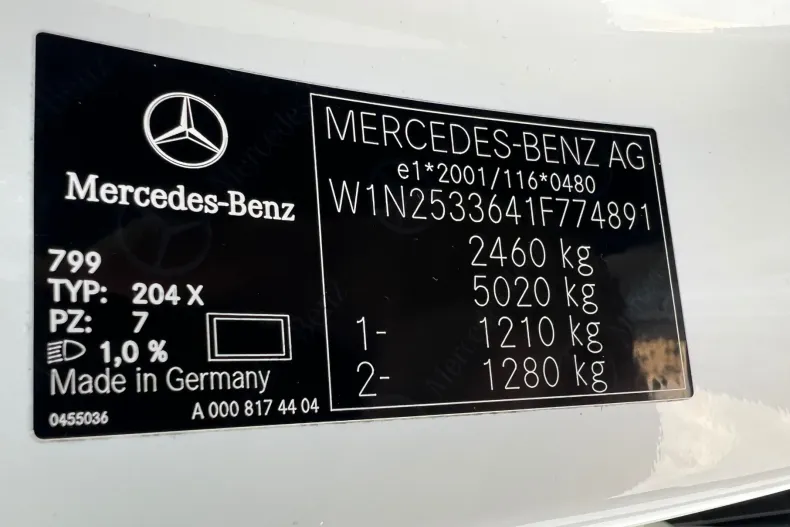 Mercedes-Benz
799
TYP: 204 X
PZ: 7
1,0 %
Made in Germany
0455036 A 000 817 44 04
MERCEDES-BENZ AG
e1*2001/116*0480
W1N2533641F774891
2460 kg
5020 kg
1- 1210 kg
2- 1280 kg